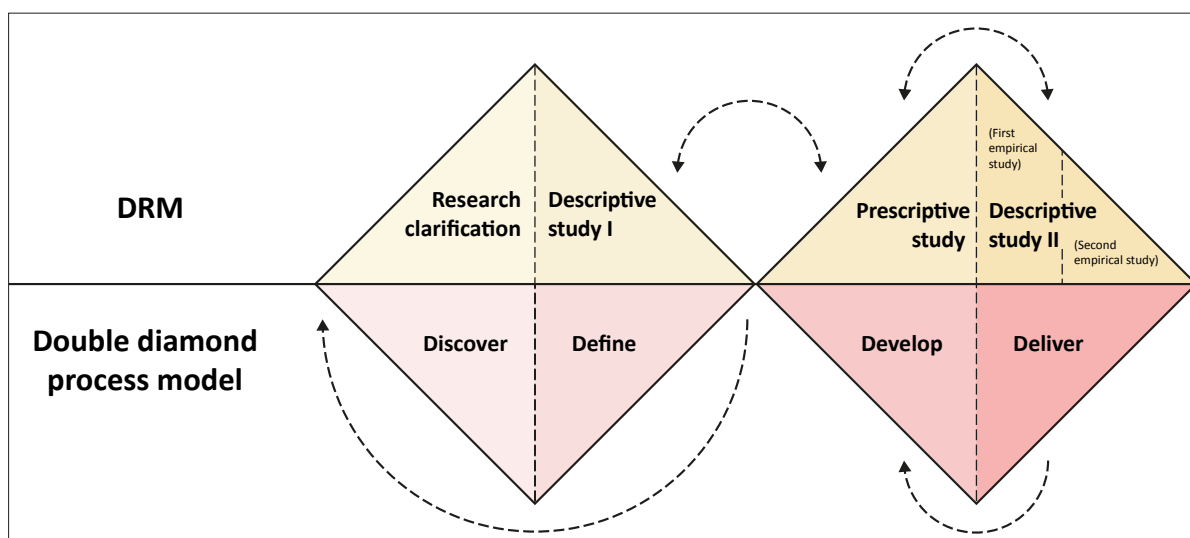 DRM
Research
clarification
Descriptive
study I
Prescriptive
study
(First
empirical
study)
Descriptive
study II
(Second
empirical study)
Double diamond
process model
Discover
Define
Develop
Deliver